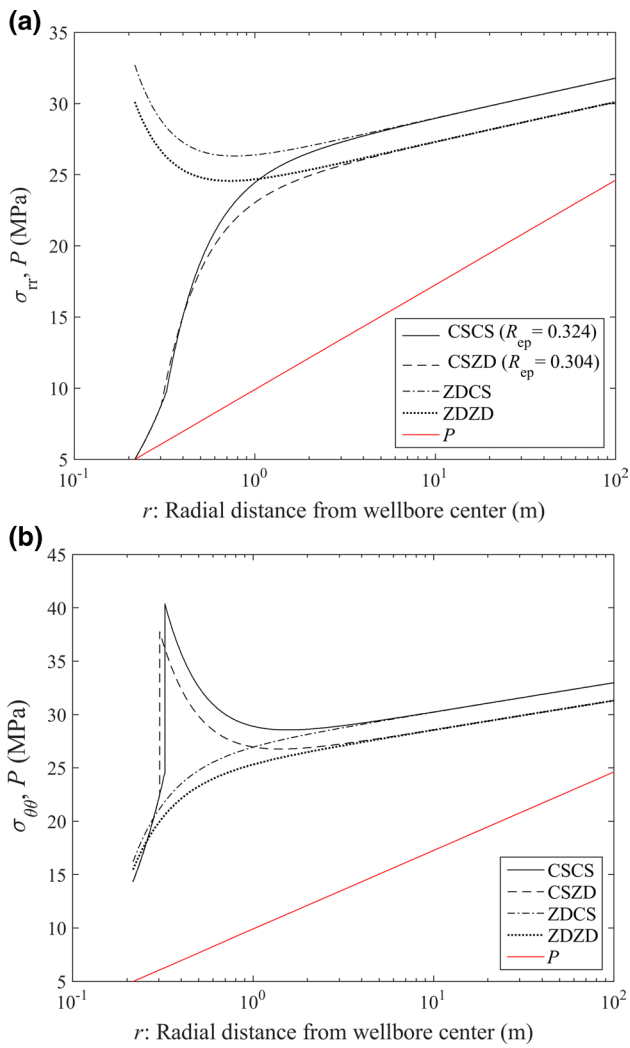 (a)
35
30
25
20
15
10
5
σrr, P (MPa)
CSCS (Rep= 0.324)
CSZD (Rep= 0.304)
ZDCS
ZDZD
P
10-1
100
101
102
r: Radial distance from wellbore center (m)
(b)
45
40
35
30
25
20
15
10
5
σθθ, P (MPa)
CSCS
CSZD
ZDCS
ZDZD
P
10-1
100
101
102
r: Radial distance from wellbore center (m)